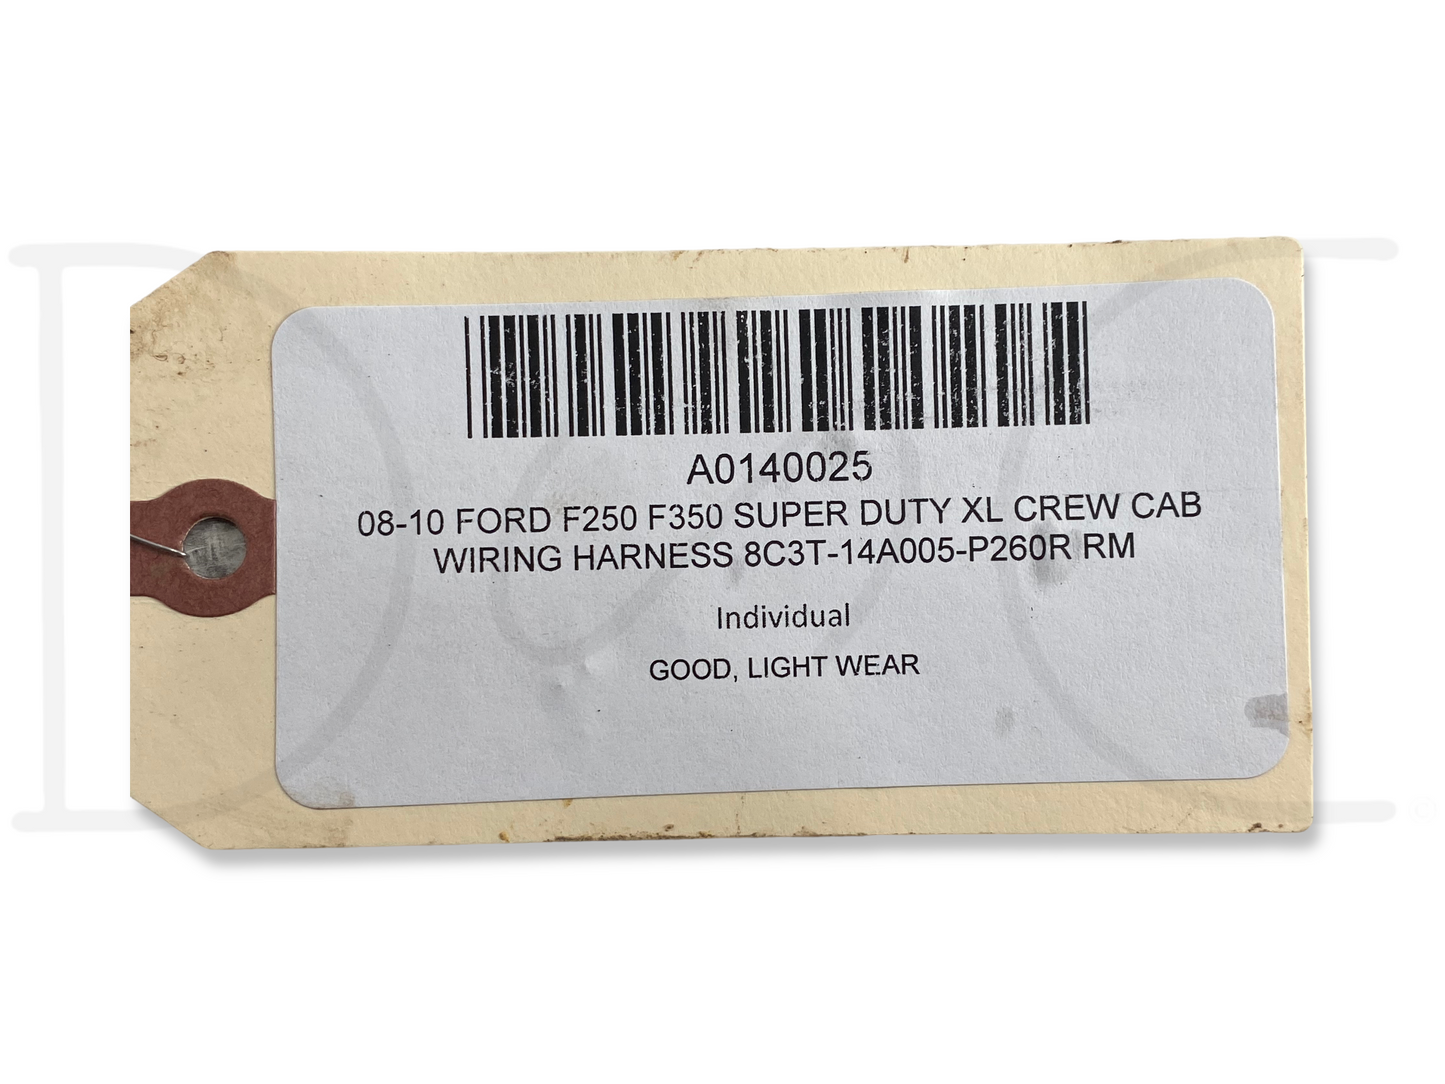 A0140025
08-10 FORD F250 F350 SUPER DUTY XL CREW CAB
WIRING HARNESS 8C3T-14A005-P260R RM
Individual
GOOD, LIGHT WEAR